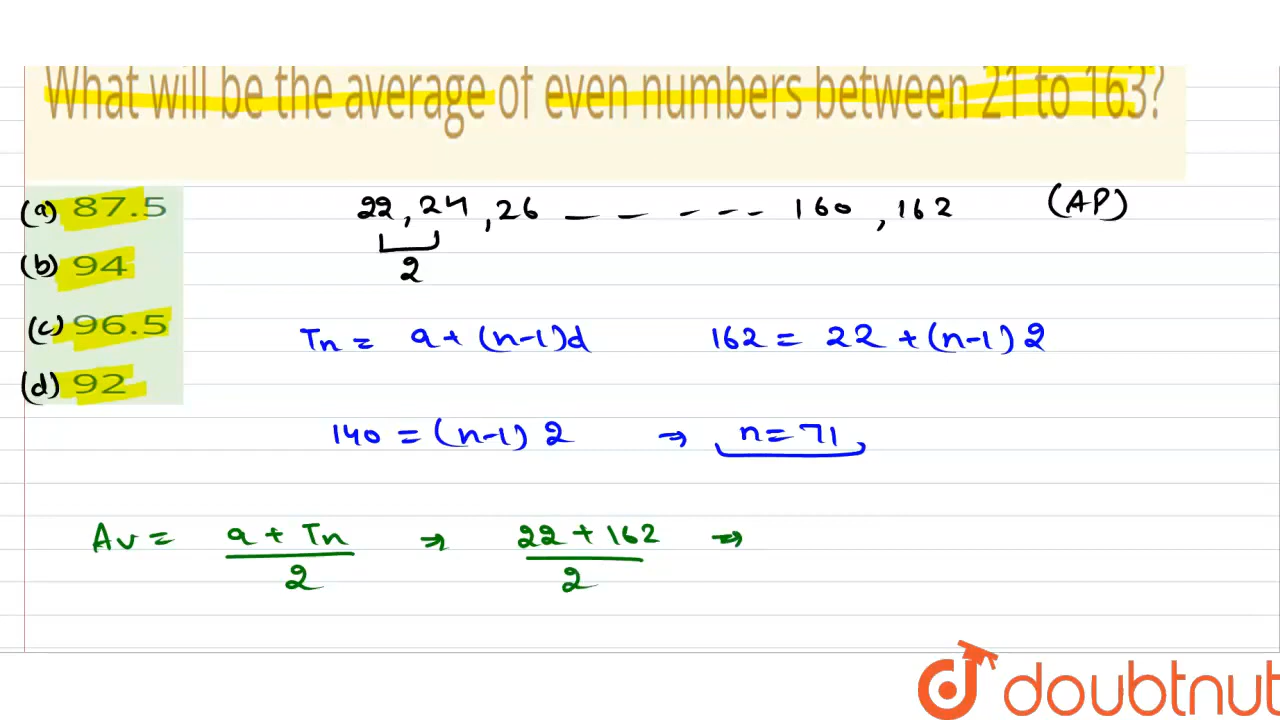 What will be the average of even numbers between 21 to 163?
(a) 87.5
22, 24, 26 - - - - - - 160, 162 (AP)
2
(b) 94
(c) 96.5
Tn = a + (n-1)d 162 = 22 + (n-1) 2
(d) 92
140 = (n-1) 2 ⇒ n = 71
Av = a + Tn / 2 ⇒ 22 + 162 / 2 ⇒
doubtnut